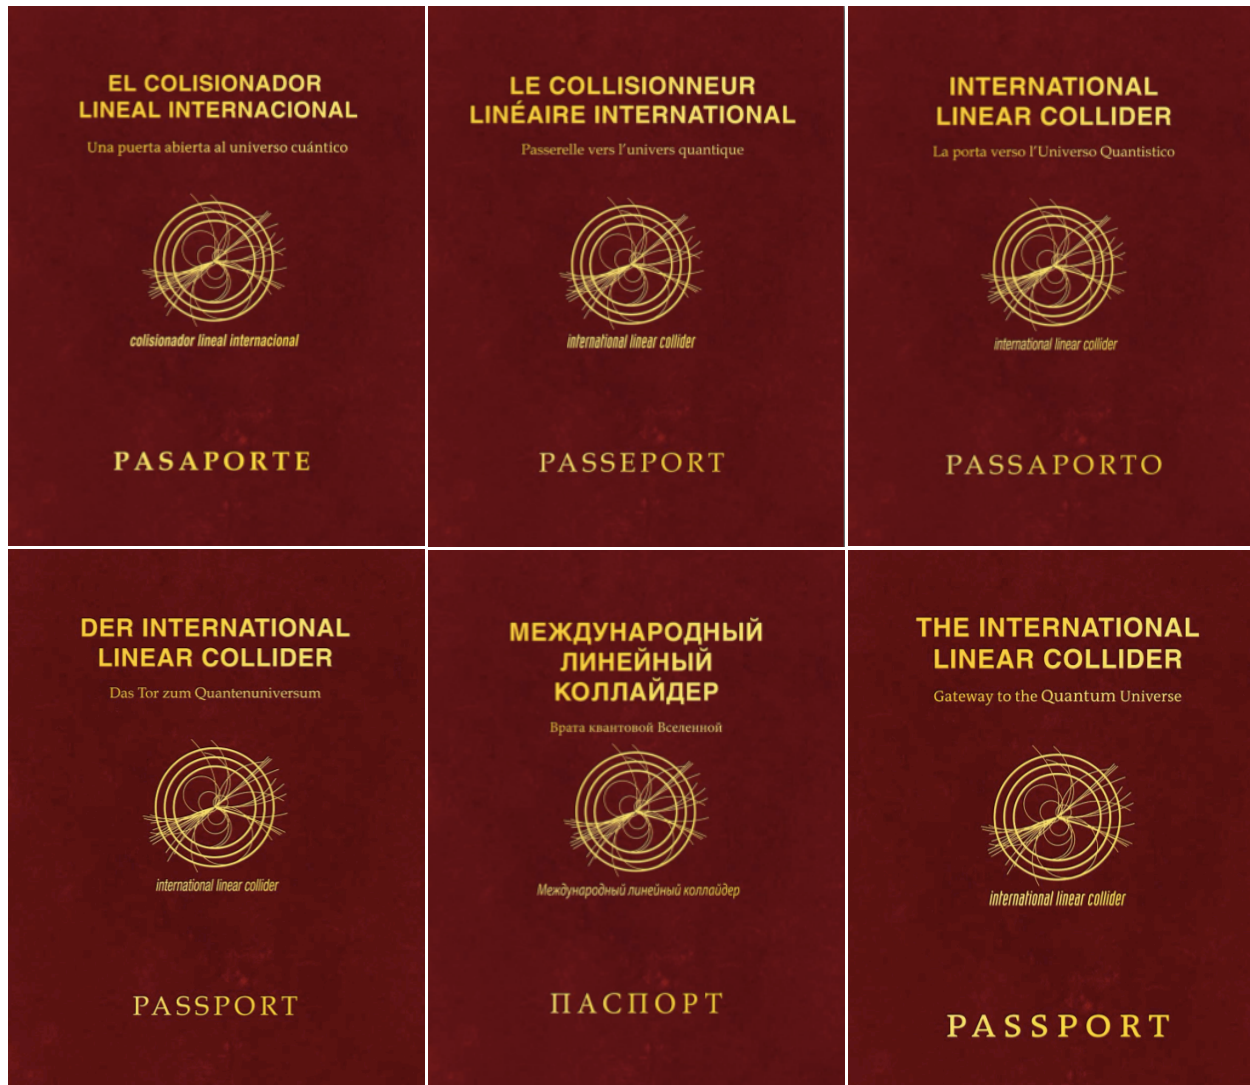 EL COLISIONADOR
LINEAL INTERNACIONAL
Una puerta abierta al universo cuántico
colisionador lineal internacional
PASAPORTE
LE COLLISIONNEUR
LINÉAIRE INTERNATIONAL
Passerelle vers l'univers quantique
international linear collider
PASSEPORT
INTERNATIONAL
LINEAR COLLIDER
La porta verso l'Universo Quantistico
international linear collider
PASSAPORTO
DER INTERNATIONAL
LINEAR COLLIDER
Das Tor zum Quantenuniversum
international linear collider
PASSPORT
МЕЖДУНАРОДНЫЙ
ЛИНЕЙНЫЙ
КОЛЛАЙДЕР
Врата квантовой Вселенной
Международный линейный коллайдер
ПАСПОРТ
THE INTERNATIONAL
LINEAR COLLIDER
Gateway to the Quantum Universe
international linear collider
PASSPORT